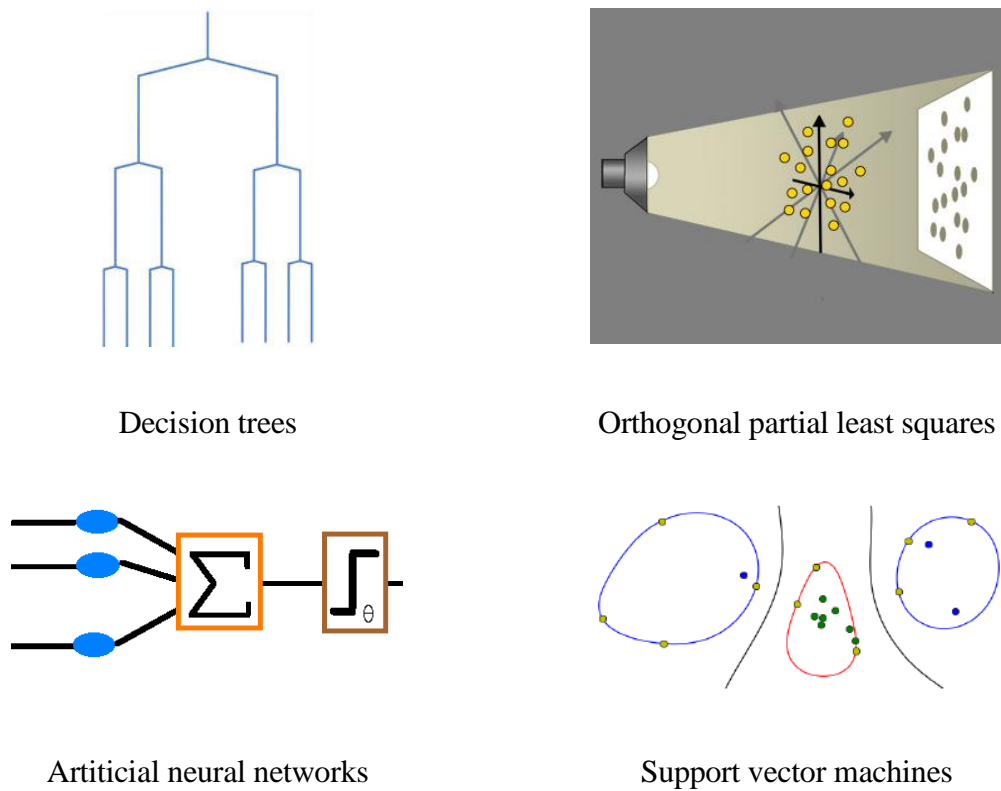 Decision trees
Orthogonal partial least squares
θ
Artiticial neural networks
Support vector machines